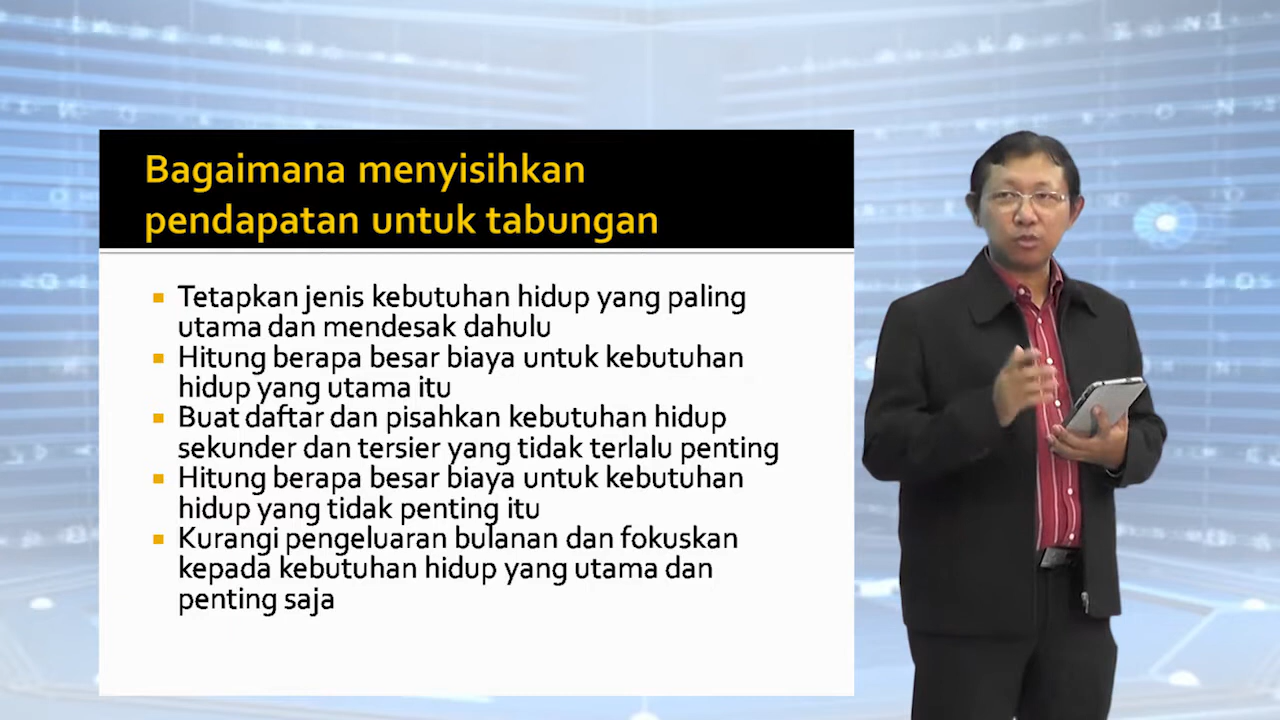 Bagaimana menyisihkan
pendapatan untuk tabungan
Tetapkan jenis kebutuhan hidup yang paling
utama dan mendesak dahulu
Hitung berapa besar biaya untuk kebutuhan
hidup yang utama itu
Buat daftar dan pisahkan kebutuhan hidup
sekunder dan tersier yang tidak terlalu penting
Hitung berapa besar biaya untuk kebutuhan
hidup yang tidak penting itu
Kurangi pengeluaran bulanan dan fokuskan
kepada kebutuhan hidup yang utama dan
penting saja